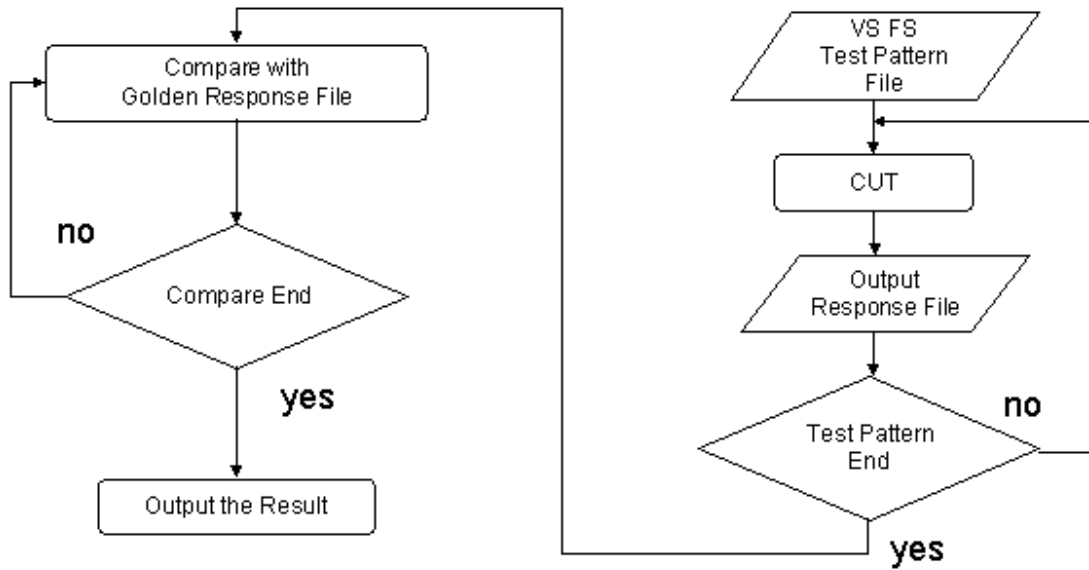 Compare with
Golden Response File
no
Compare End
yes
Output the Result
VS FS
Test Pattern
File
CUT
Output
Response File
Test Pattern
End
no
yes